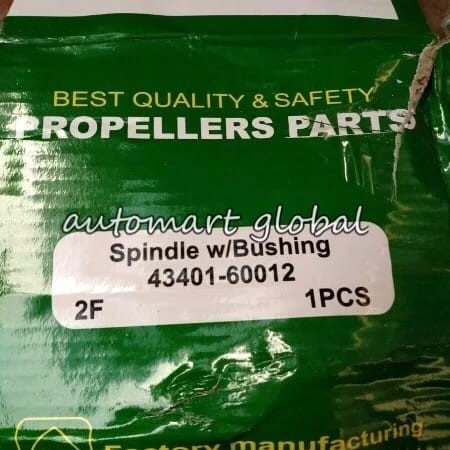 BEST QUALITY & SAFETY
PROPELLERS PARTS
automart global
Spindle w/Bushing
43401-60012
2F 1PCS
Factory manufacturing